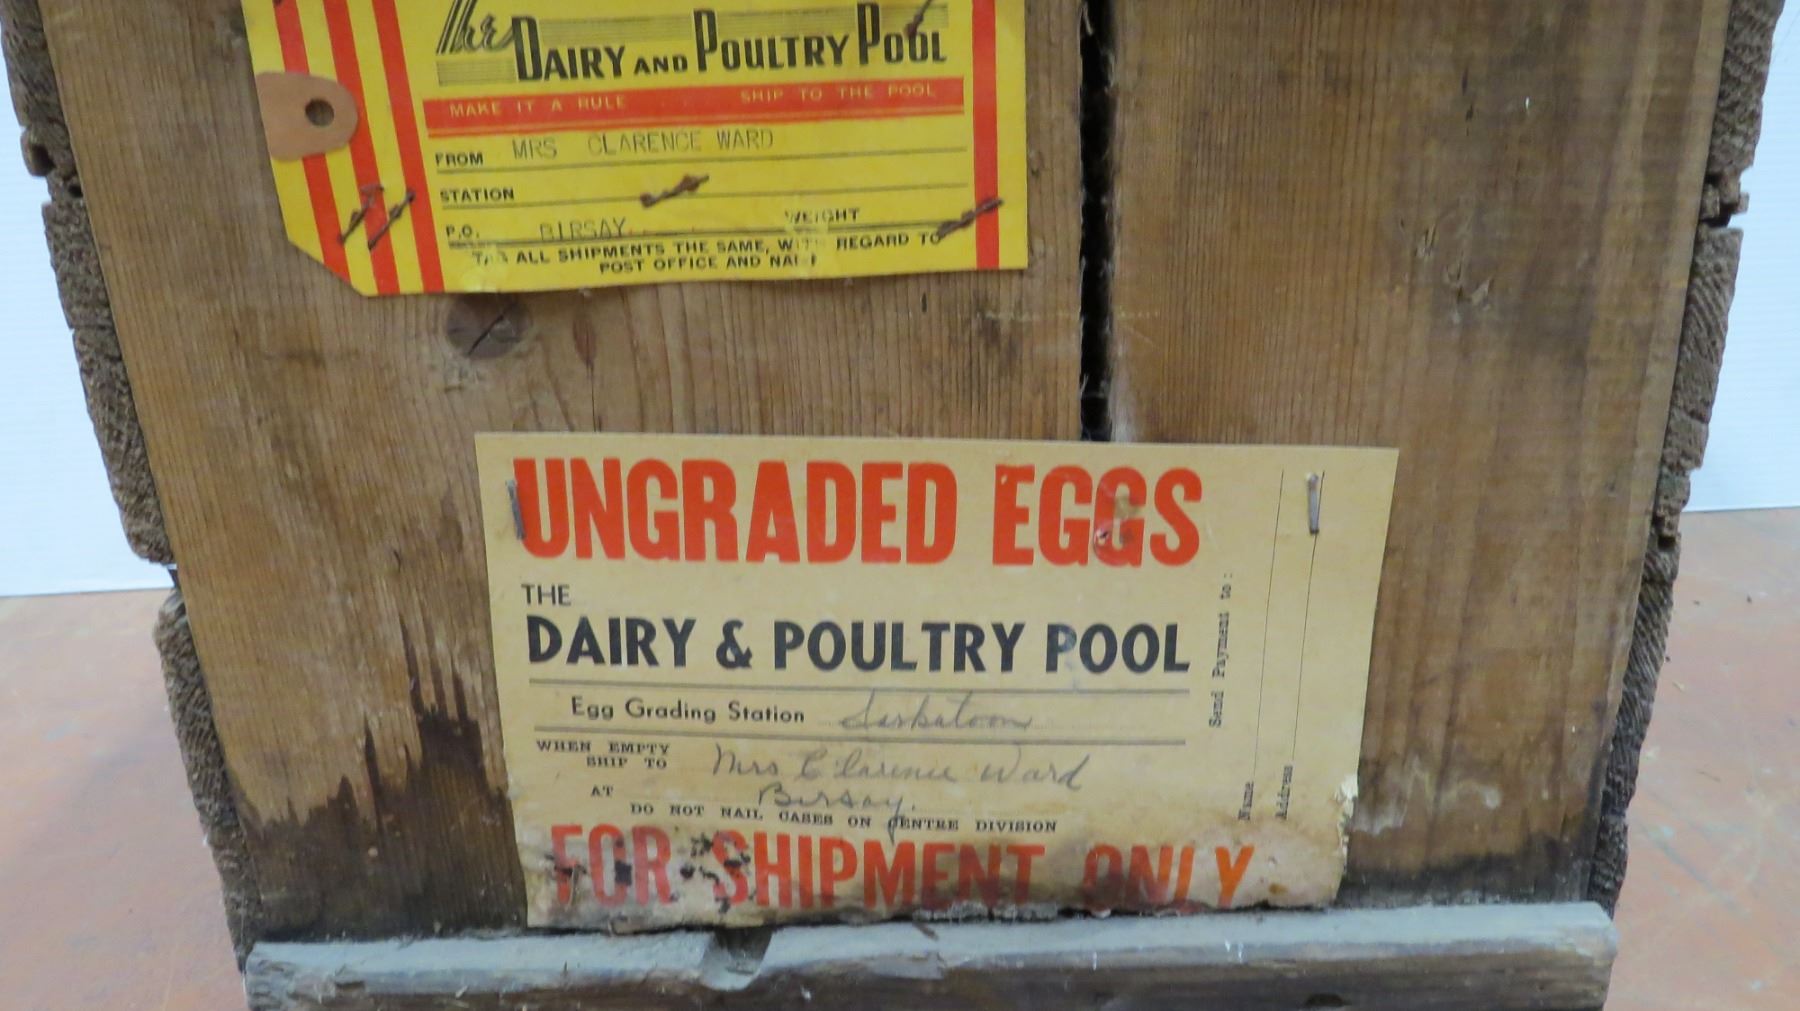 The
DAIRY AND POULTRY POOL
MAKE IT A RULE SHIP TO THE POOL
FROM MRS CLARENCE WARD
STATION
P.O. BIRSAY WEIGHT
TAG ALL SHIPMENTS THE SAME, WITH REGARD TO
POST OFFICE AND NAME
UNGRADED EGGS
THE
DAIRY & POULTRY POOL
Egg Grading Station Saskatoon
WHEN EMPTY
SHIP TO Mrs Clarence Ward
AT Birsay.
DO NOT NAIL CASES ON CENTRE DIVISION
FOR SHIPMENT ONLY
Send Payment to:
Name
Address